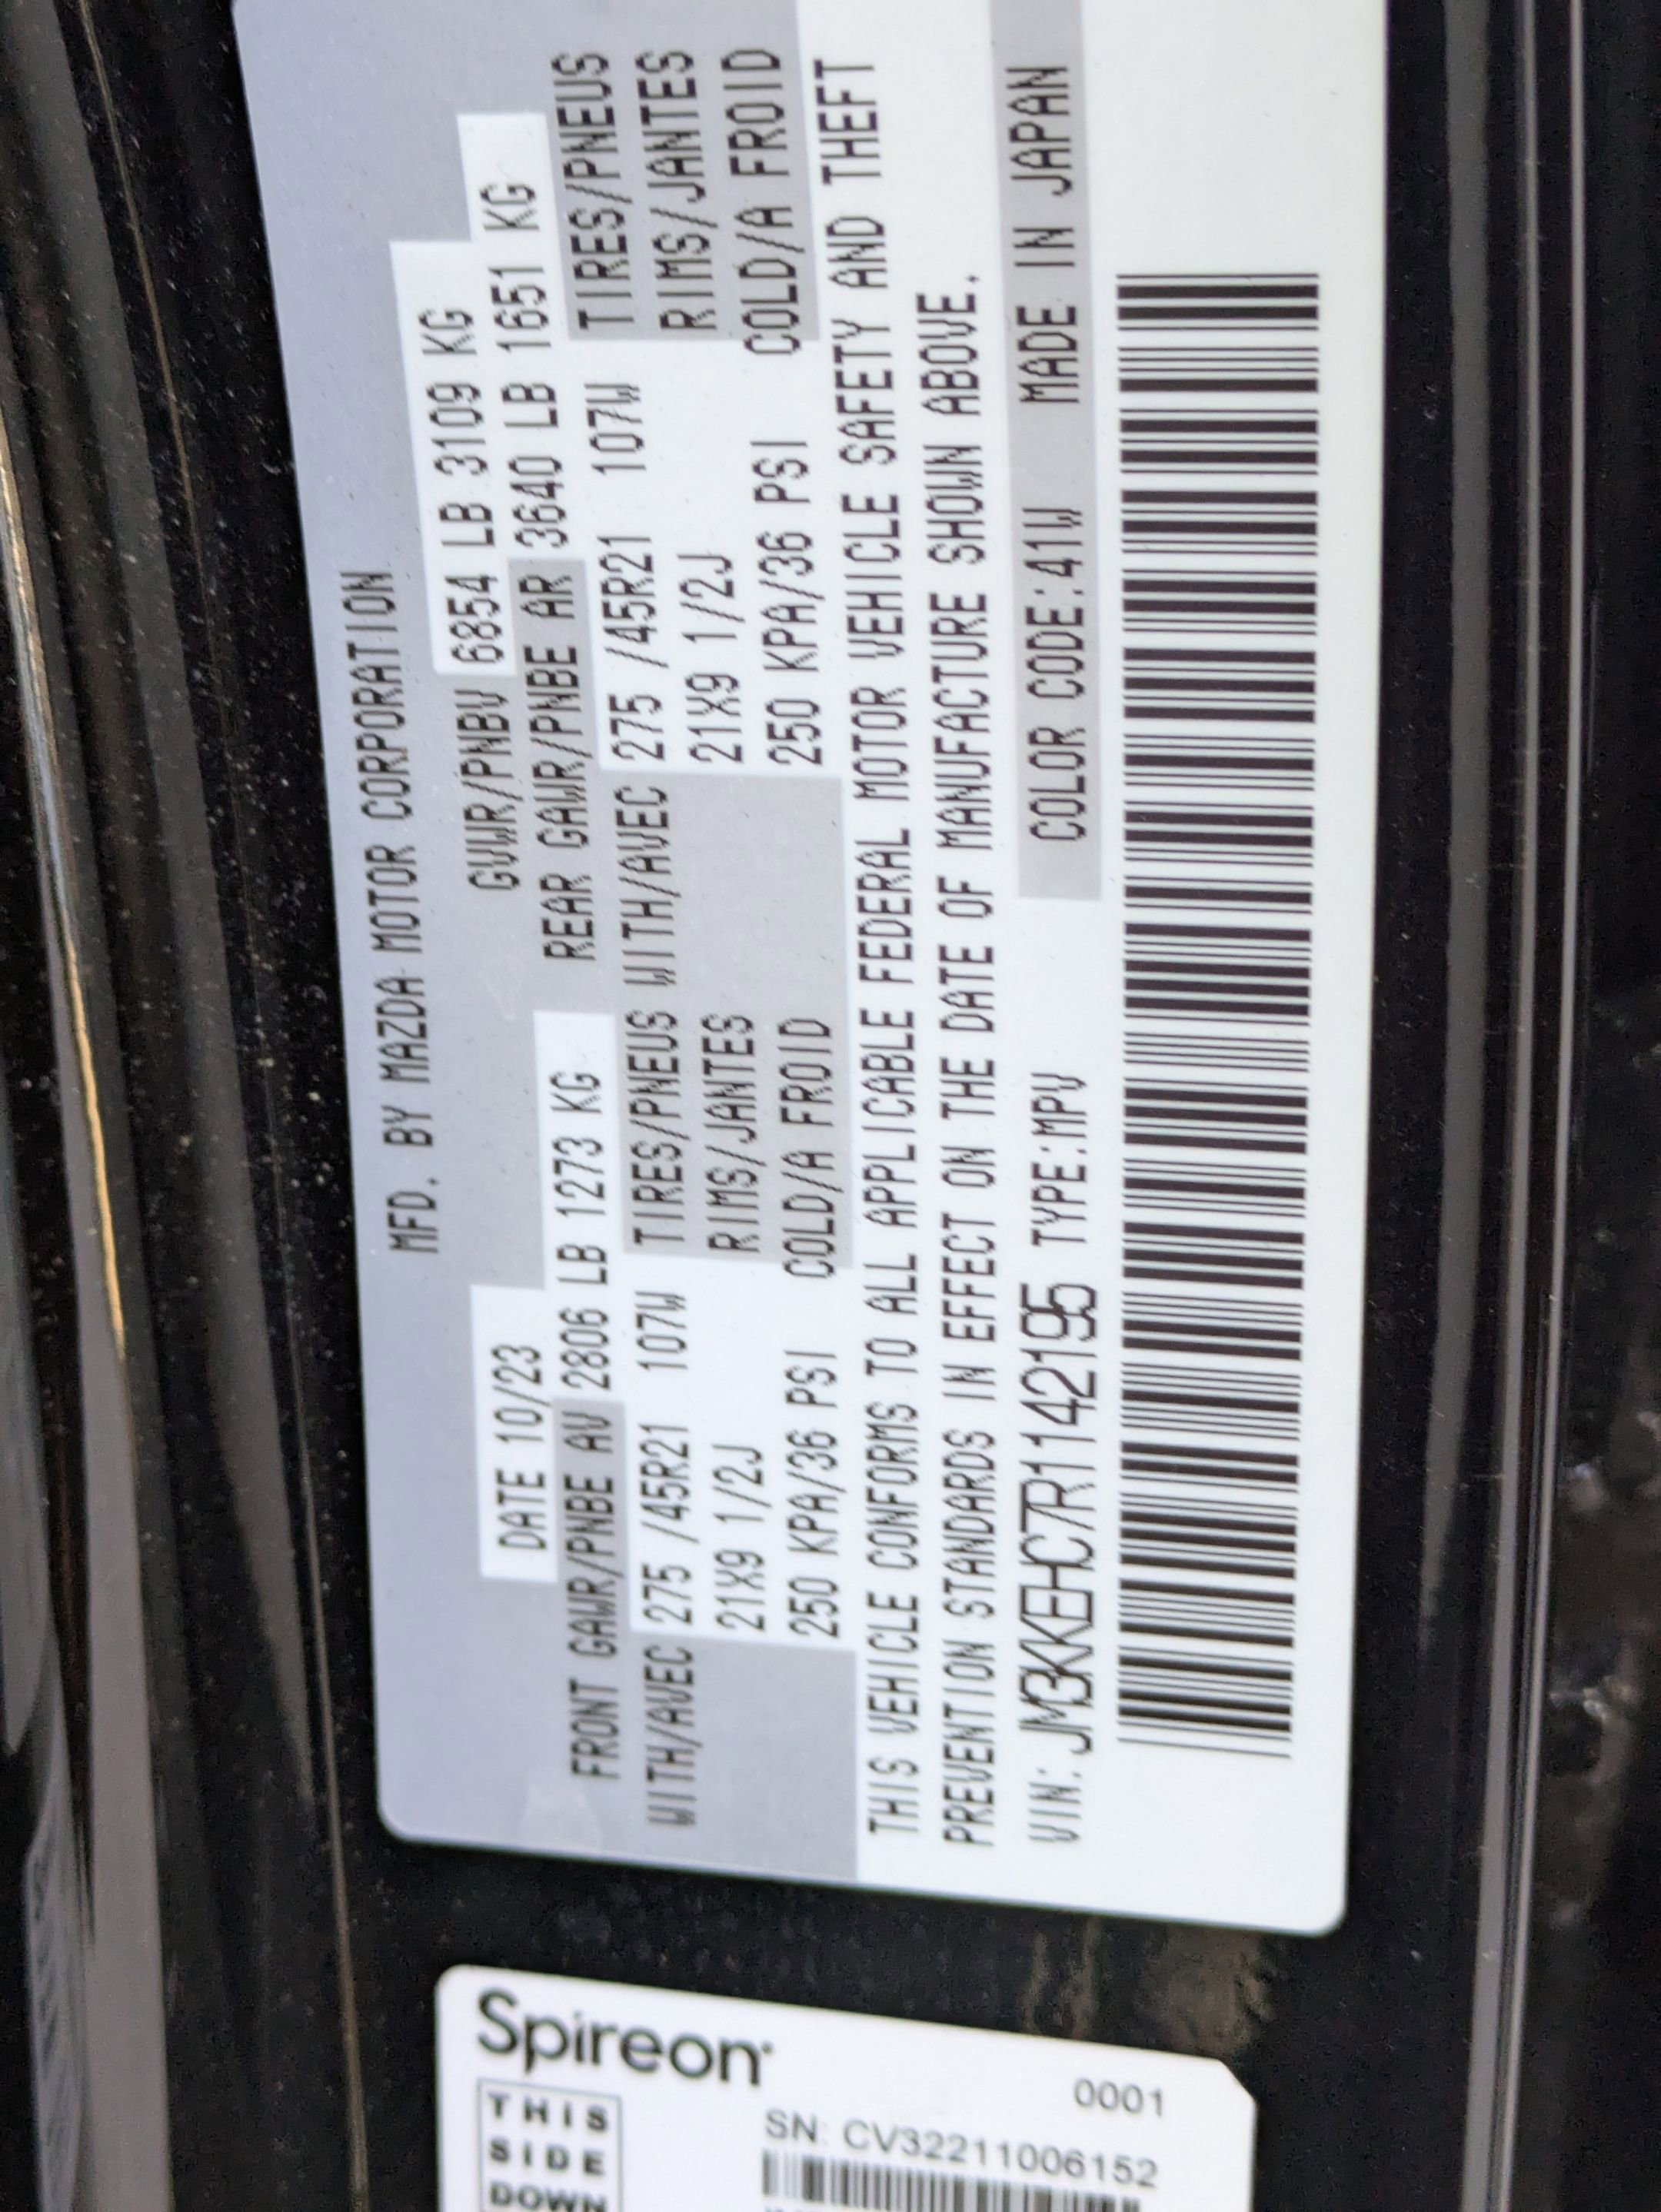 MFD. BY MAZDA MOTOR CORPORATION
DATE 10/23 GVWR/PNBV 6854 LB 3109 KG
FRONT GAWR/PNBE AV 2806 LB 1273 KG REAR GAWR/PNBE AR 3640 LB 1651 KG
WITH/AVEC 275 /45R21 107W TIRES/PNEUS WITH/AVEC 275 /45R21 107W TIRES/PNEUS
21X9 1/2J RIMS/JANTES 21X9 1/2J RIMS/JANTES
250 KPA/36 PSI COLD/A FROID 250 KPA/36 PSI COLD/A FROID
THIS VEHICLE CONFORMS TO ALL APPLICABLE FEDERAL MOTOR VEHICLE SAFETY AND THEFT
PREVENTION STANDARDS IN EFFECT ON THE DATE OF MANUFACTURE SHOWN ABOVE.
VIN: JM3KKEHC7R1142195 TYPE:MPV COLOR CODE:41W MADE IN JAPAN
Spireon
THIS
SIDE
DOWN
0001
SN: CV32211006152